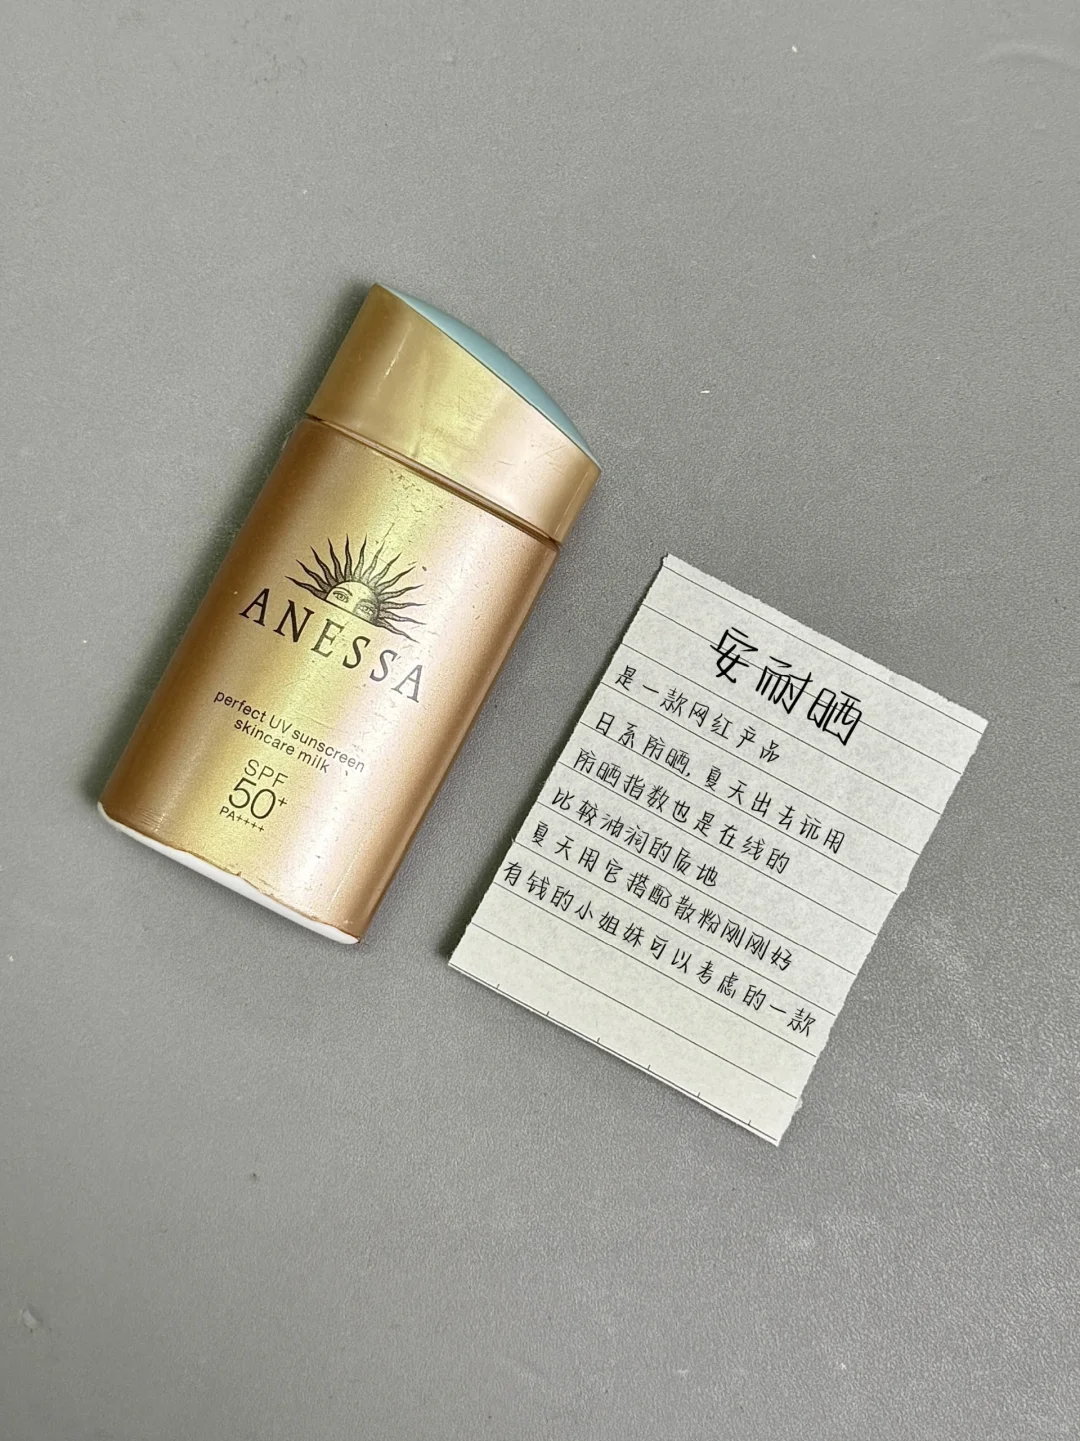 ANESSA
perfect UV sunscreen
skincare milk
SPF
50+
PA++++
安耐晒
是一款网红产品
日系防晒,夏天出去玩用
防晒指数也是在线的
比较油润的质地
夏天用它搭配散粉刚刚好
有钱的小姐妹可以考虑的一款